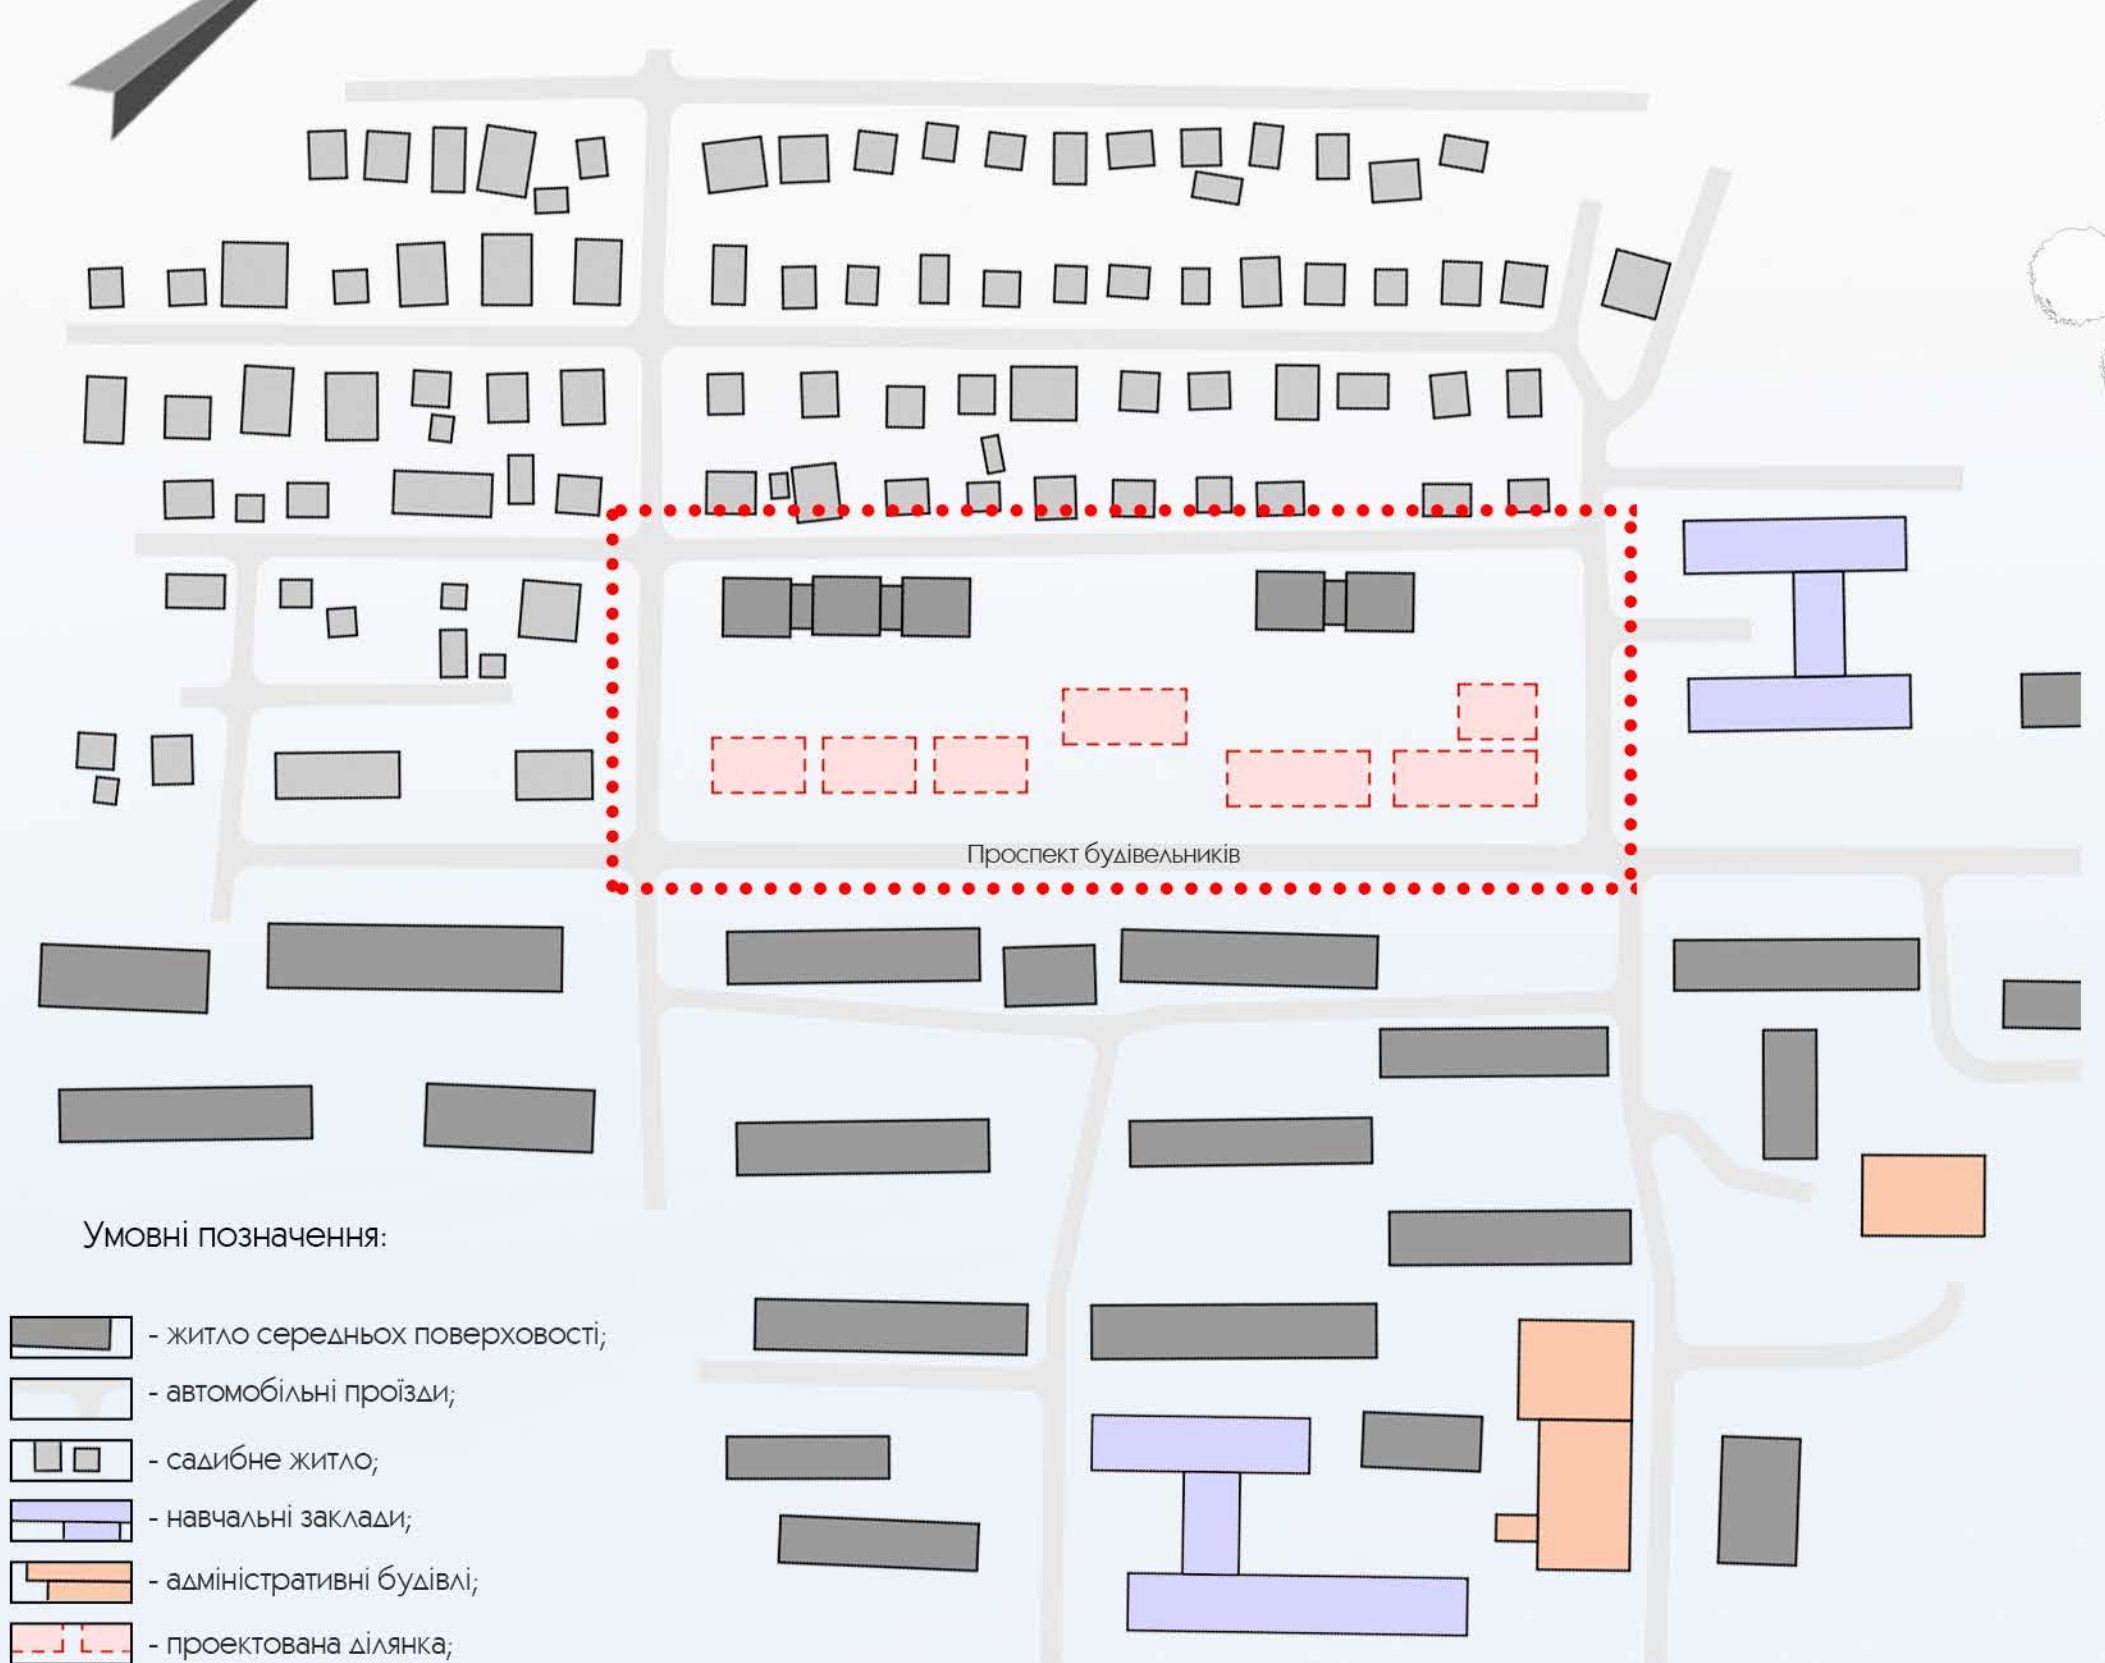 Проспект будівельників
Умовні позначення:
- житло середньох поверховості;
- автомобільні проїзди;
- садибне житло;
- навчальні заклади;
- адміністративні будівлі;
- проектована ділянка;